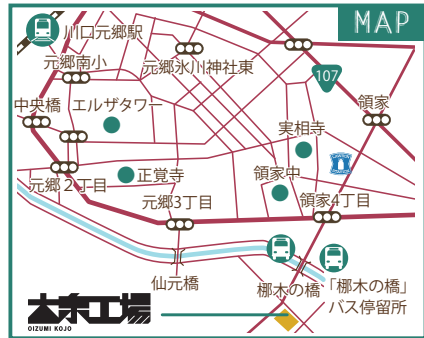 MAP
川口元郷駅
元郷南小
元郷氷川神社東
107
中央橋
エルザタワー
領家
実相寺
LAWSON
元郷2丁目
正覚寺
領家中
元郷3丁目
領家4丁目
仙元橋
梛木の橋
「梛木の橋」
バス停留所
大泉工場
OIZUMI KOJO